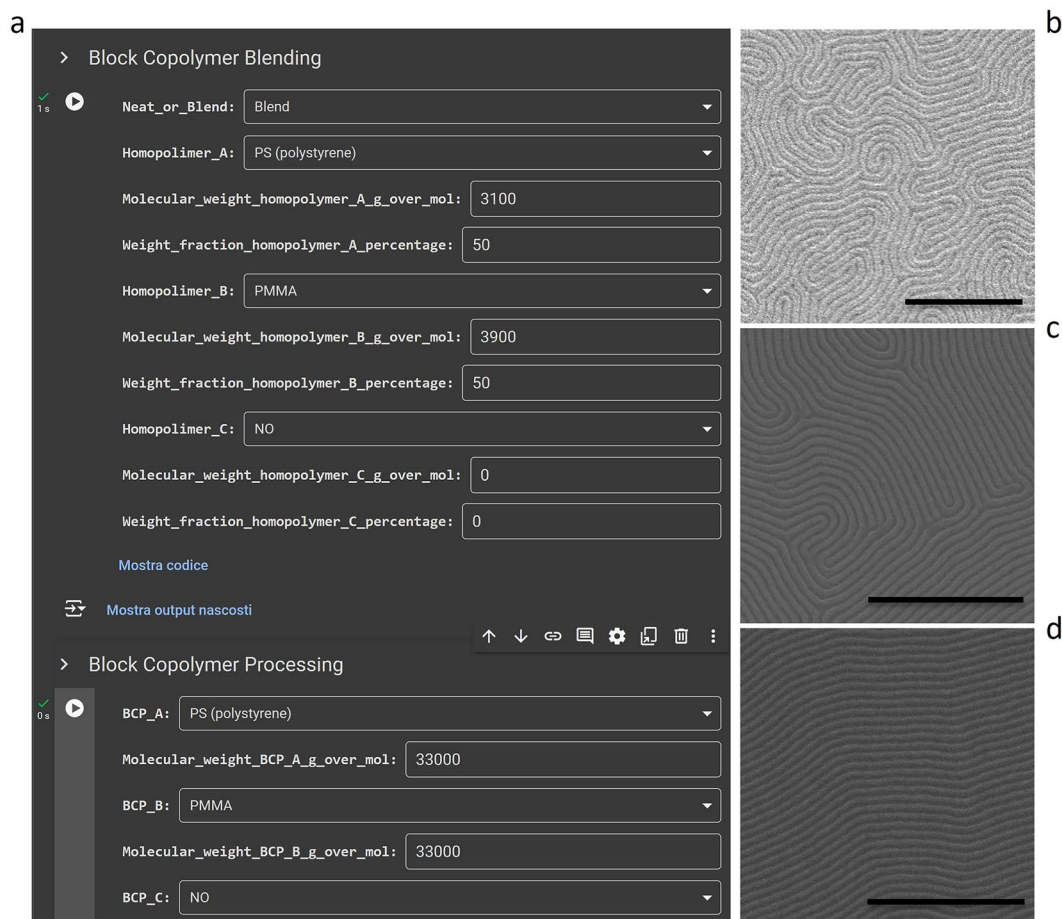 a
Block Copolymer Blending
1 s
Neat_or_Blend: Blend
Homopolimer_A: PS (polystyrene)
Molecular_weight_homopolymer_A_g_over_mol: 3100
Weight_fraction_homopolymer_A_percentage: 50
Homopolimer_B: PMMA
Molecular_weight_homopolymer_B_g_over_mol: 3900
Weight_fraction_homopolymer_B_percentage: 50
Homopolimer_C: NO
Molecular_weight_homopolymer_C_g_over_mol: 0
Weight_fraction_homopolymer_C_percentage: 0
Mostra codice
Mostra output nascosti
Block Copolymer Processing
0 s
BCP_A: PS (polystyrene)
Molecular_weight_BCP_A_g_over_mol: 33000
BCP_B: PMMA
Molecular_weight_BCP_B_g_over_mol: 33000
BCP_C: NO
b
c
d